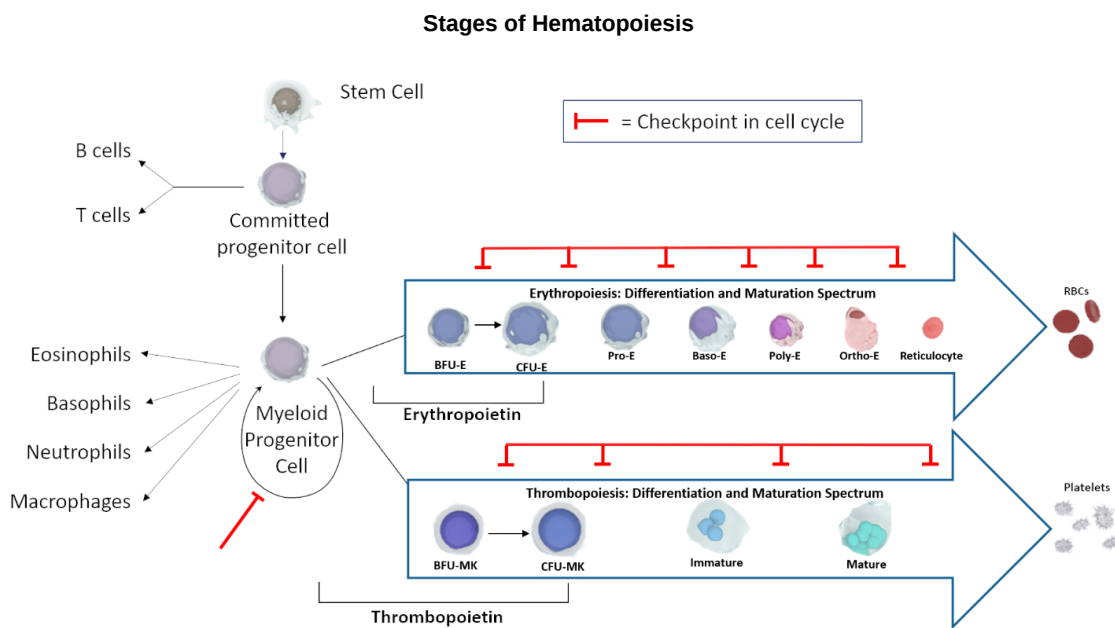 Stages of Hematopoiesis
Stem Cell
= Checkpoint in cell cycle
B cells
T cells
Committed
progenitor cell
Erythropoiesis: Differentiation and Maturation Spectrum
RBCs
BFU-E
CFU-E
Pro-E
Baso-E
Poly-E
Ortho-E
Reticulocyte
Erythropoietin
Eosinophils
Basophils
Neutrophils
Macrophages
Myeloid
Progenitor
Cell
Thrombopoiesis: Differentiation and Maturation Spectrum
Platelets
BFU-MK
CFU-MK
Immature
Mature
Thrombopoietin